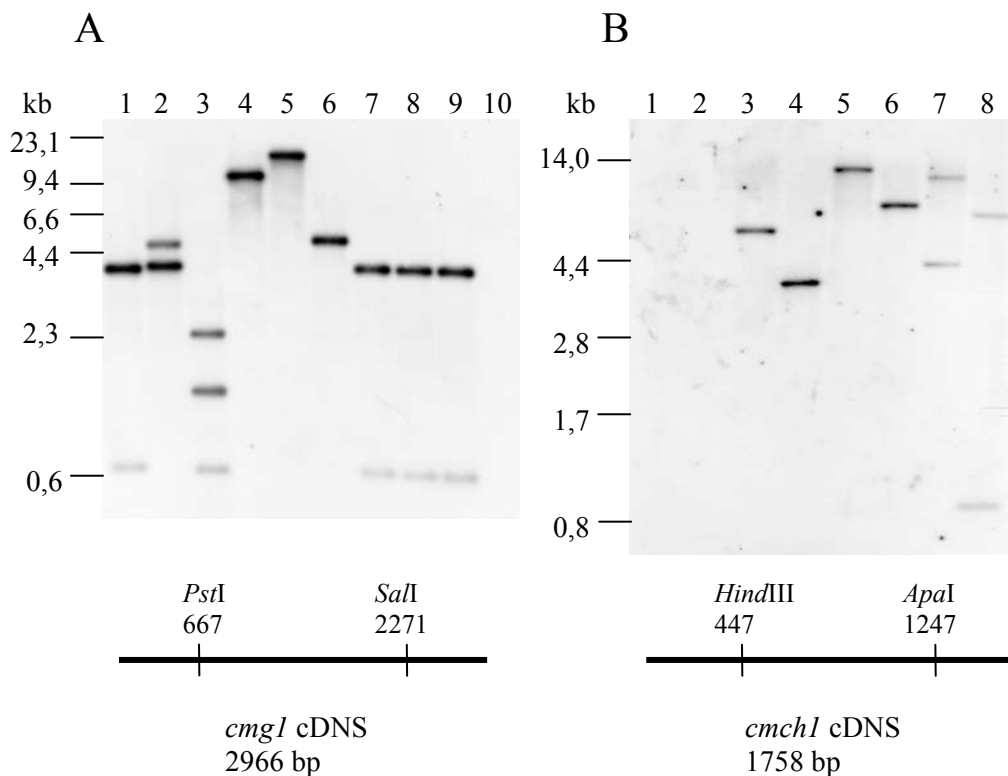 A
B
kb 1 2 3 4 5 6 7 8 9 10
23,1
9,4
6,6
4,4
2,3
0,6
kb 1 2 3 4 5 6 7 8
14,0
4,4
2,8
1,7
0,8
PstI SalI
667 2271
cmg1 cDNS
2966 bp
HindIII ApaI
447 1247
cmch1 cDNS
1758 bp